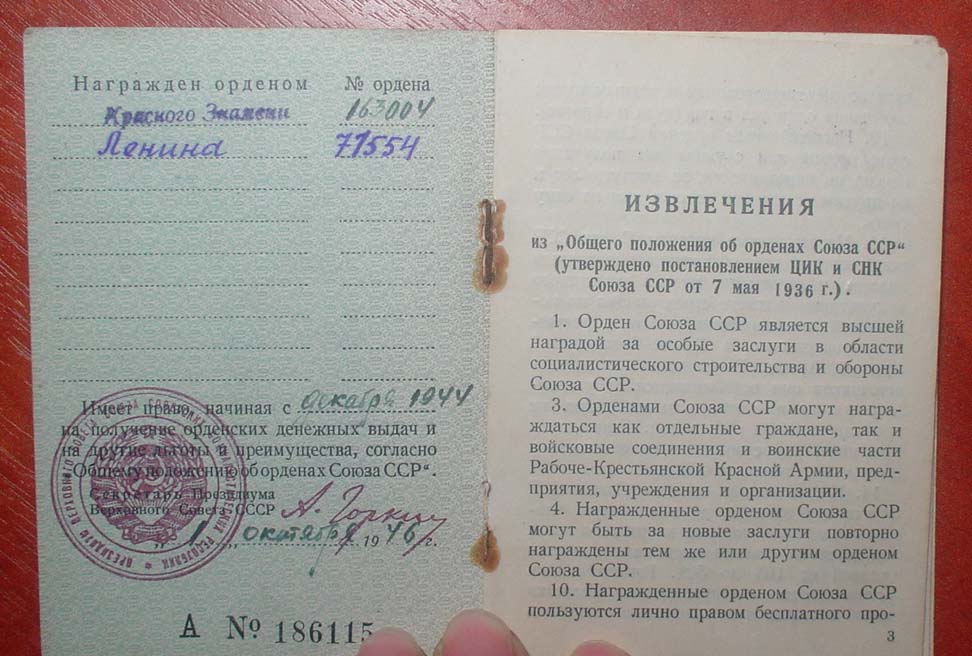 Награжден орденом № ордена
Красного Знамени 163004
Ленина 71554
Имеет право, начиная с декабря 1944
на получение орденских денежных выдач и
на другие льготы и преимущества, согласно
„Общему положению об орденах Союза ССР“.
Секретарь Президиума
Верховного Совета СССР А. Горкин
„1„ октября 1946 г.
А № 186115
ИЗВЛЕЧЕНИЯ
из „Общего положения об орденах Союза ССР“
(утверждено постановлением ЦИК и СНК
Союза ССР от 7 мая 1936 г.).
1. Орден Союза ССР является высшей
наградой за особые заслуги в области
социалистического строительства и обороны
Союза ССР.
3. Орденами Союза ССР могут награ-
ждаться как отдельные граждане, так и
войсковые соединения и воинские части
Рабоче-Крестьянской Красной Армии, пред-
приятия, учреждения и организации.
4. Награжденные орденом Союза ССР
могут быть за новые заслуги повторно
награждены тем же или другим орденом
Союза ССР.
10. Награжденные орденом Союза ССР
пользуются лично правом бесплатного про-
3